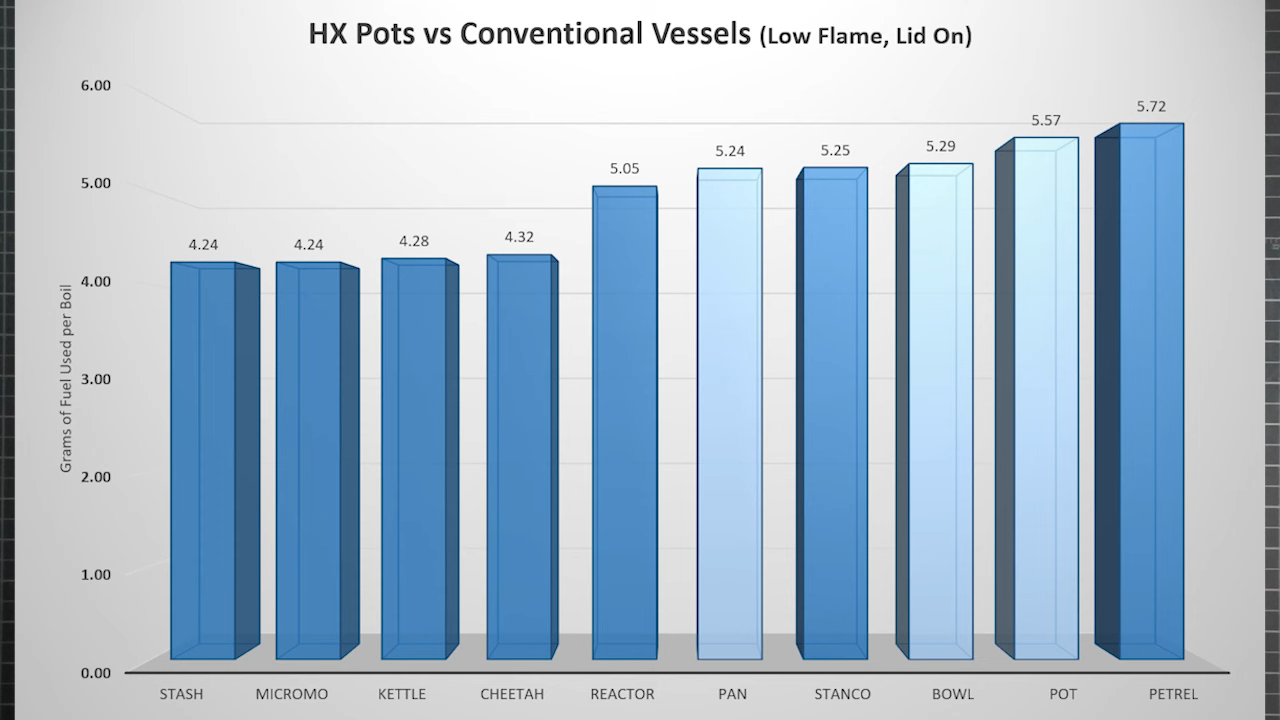 HX Pots vs Conventional Vessels (Low Flame, Lid On)
Grams of Fuel Used per Boil
6.00
5.00
4.00
3.00
2.00
1.00
0.00
4.24
4.24
4.28
4.32
5.05
5.24
5.25
5.29
5.57
5.72
STASH
MICROMO
KETTLE
CHEETAH
REACTOR
PAN
STANCO
BOWL
POT
PETREL